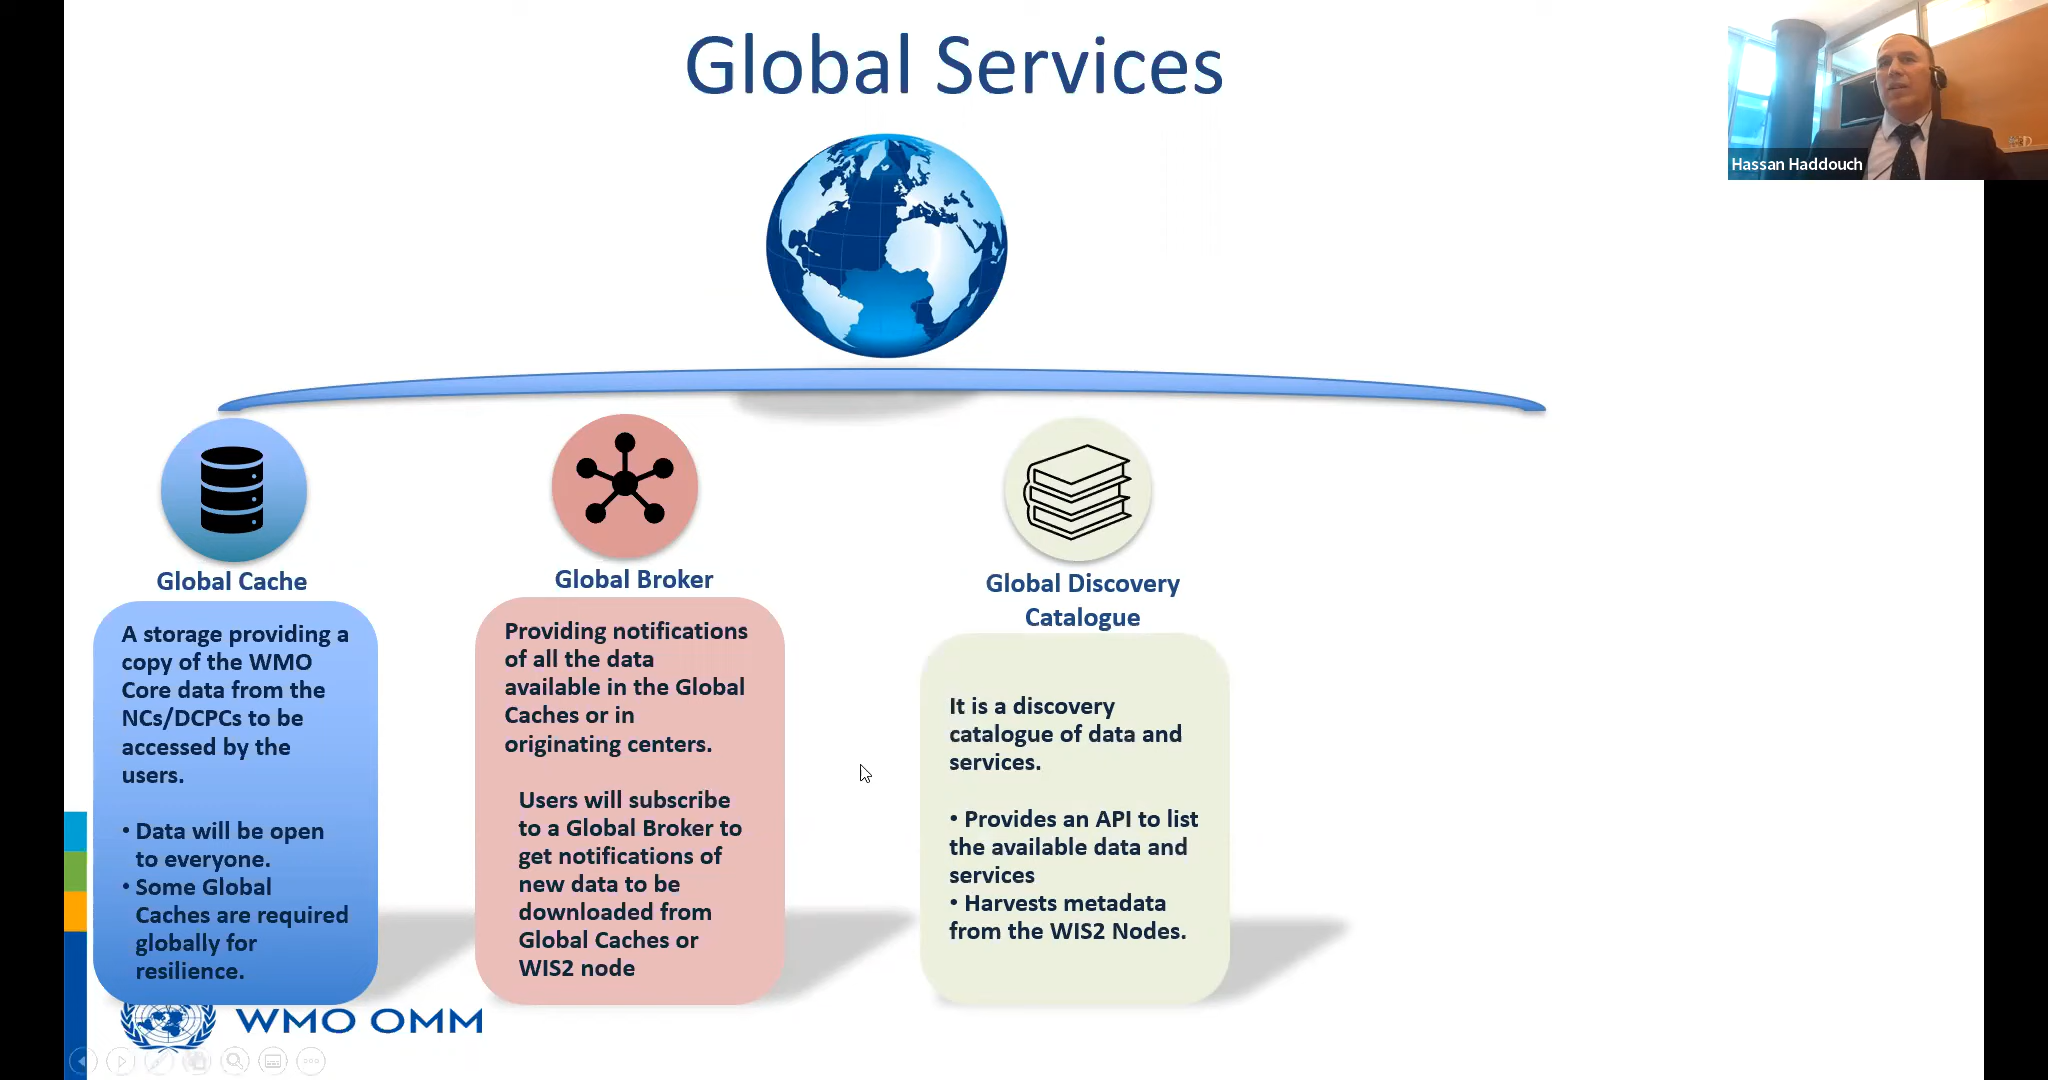 Global Services
Hassan Haddouch
Global Cache
A storage providing a
copy of the WMO
Core data from the
NCs/DCPCs to be
accessed by the
users.
• Data will be open
to everyone.
• Some Global
Caches are required
globally for
resilience.
Global Broker
Providing notifications
of all the data
available in the Global
Caches or in
originating centers.
Users will subscribe
to a Global Broker to
get notifications of
new data to be
downloaded from
Global Caches or
WIS2 node
Global Discovery
Catalogue
It is a discovery
catalogue of data and
services.
• Provides an API to list
the available data and
services
• Harvests metadata
from the WIS2 Nodes.
WMO OMM